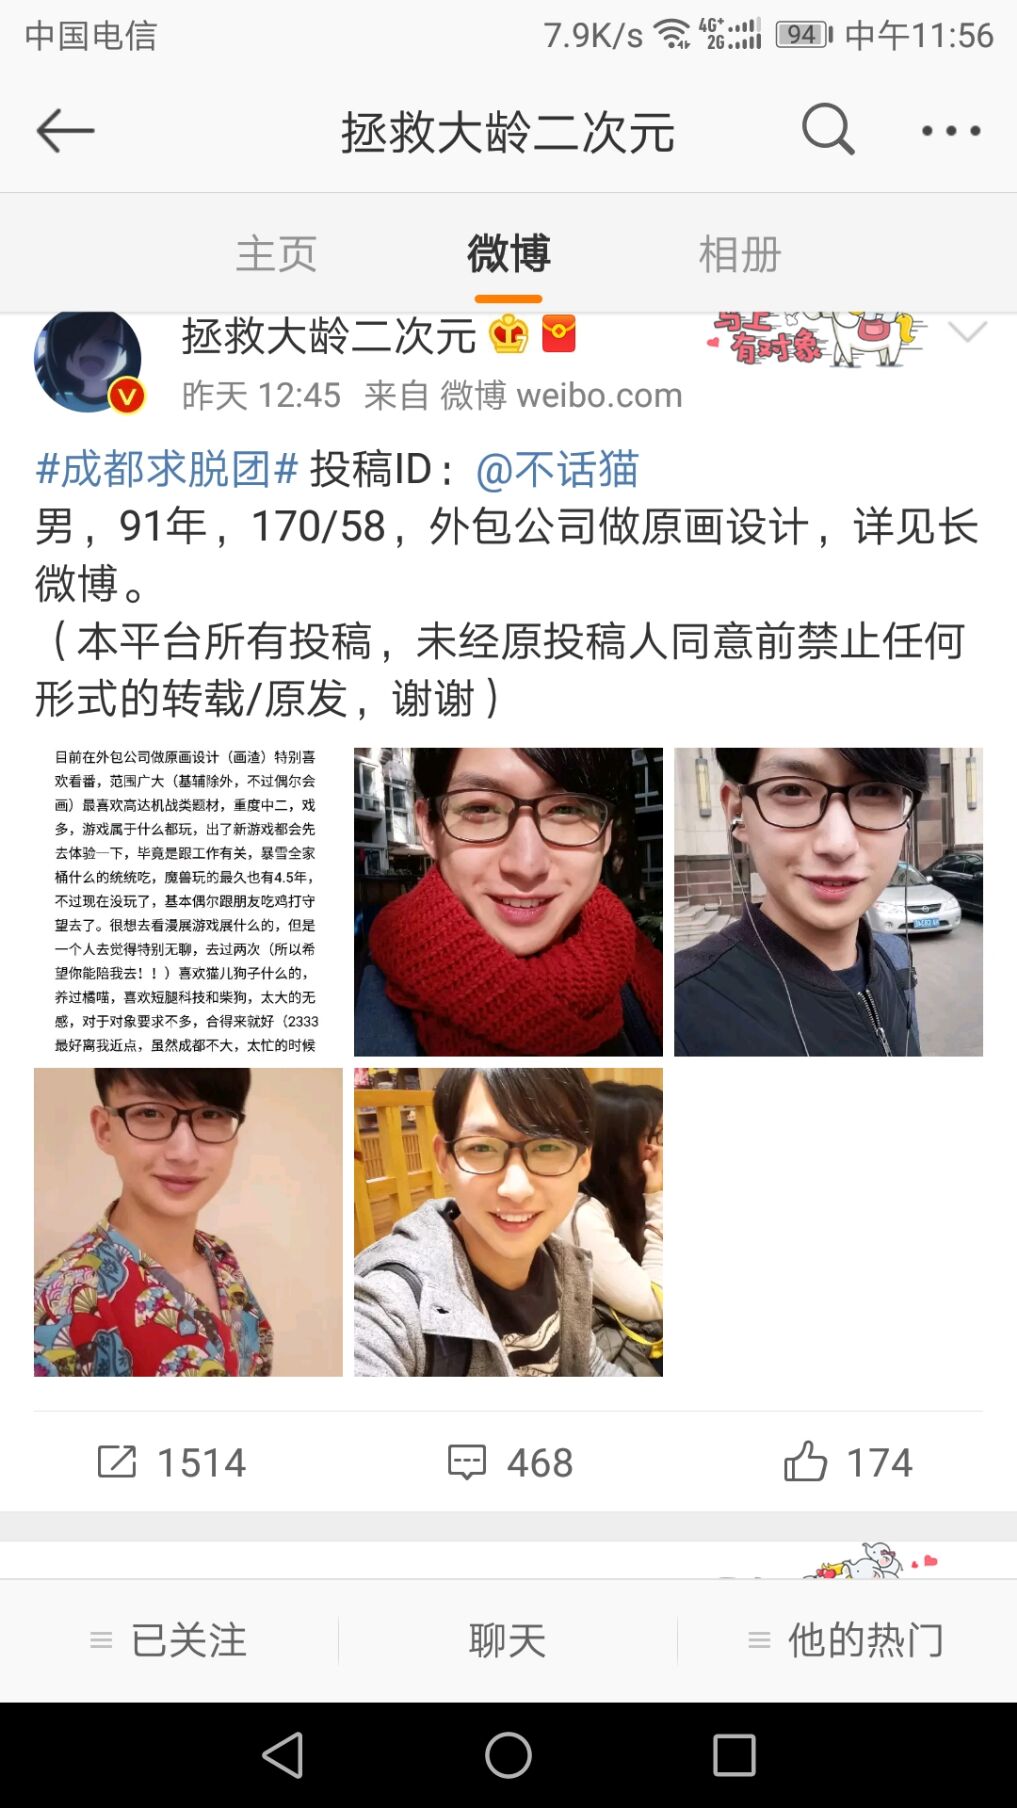 中国电信 7.9K/s 4G+ 2G 94 中午11:56
拯救大龄二次元
主页 微博 相册
拯救大龄二次元 马上
有对象
昨天 12:45 来自 微博 weibo.com
#成都求脱团# 投稿ID：@不话猫
男，91年，170/58，外包公司做原画设计，详见长
微博。
（本平台所有投稿，未经原投稿人同意前禁止任何
形式的转载/原发，谢谢）
目前在外包公司做原画设计（画渣）特别喜
欢看番，范围广大（基辅除外，不过偶尔会
画）最喜欢高达机战类题材，重度中二，戏
多，游戏属于什么都玩，出了新游戏都会先
去体验一下，毕竟是跟工作有关，暴雪全家
桶什么的统统吃，魔兽玩的最久也有4.5年，
不过现在没玩了，基本偶尔跟朋友吃鸡打守
望去了。很想去看漫展游戏展什么的，但是
一个人去觉得特别无聊，去过两次（所以希
望你能陪我去！！）喜欢猫儿狗子什么的，
养过橘喵，喜欢短腿科技和柴狗，太大的无
感，对于对象要求不多，合得来就好（2333
最好离我近点，虽然成都不大，太忙的时候
1514 468 174
已关注 聊天 他的热门